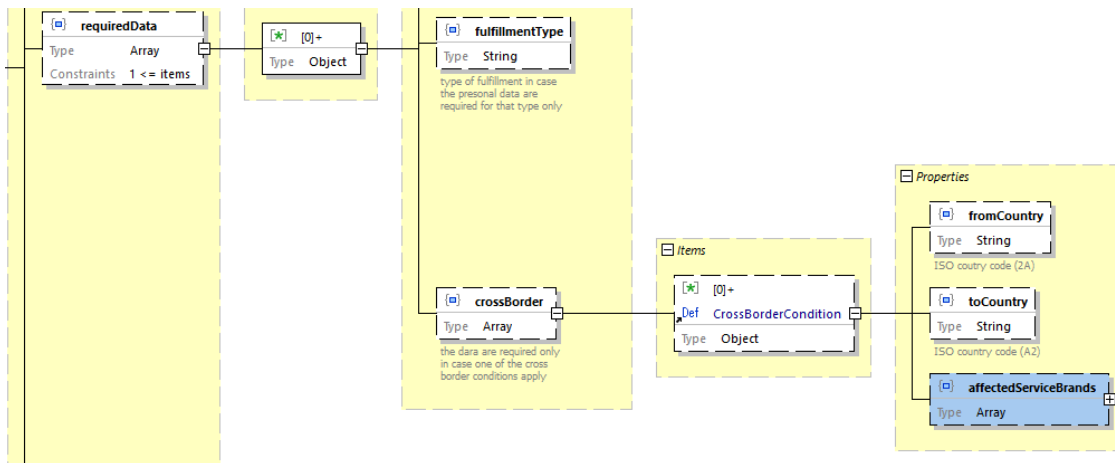 requiredData
Type Array
Constraints 1 <= items
[0]+
Type Object
fulfillmentType
Type String
type of fulfillment in case
the presonal data are
required for that type only
crossBorder
Type Array
the dara are required only
in case one of the cross
border conditions apply
Items
[0]+
Def CrossBorderCondition
Type Object
Properties
fromCountry
Type String
ISO coutry code (2A)
toCountry
Type String
ISO country code (A2)
affectedServiceBrands
Type Array